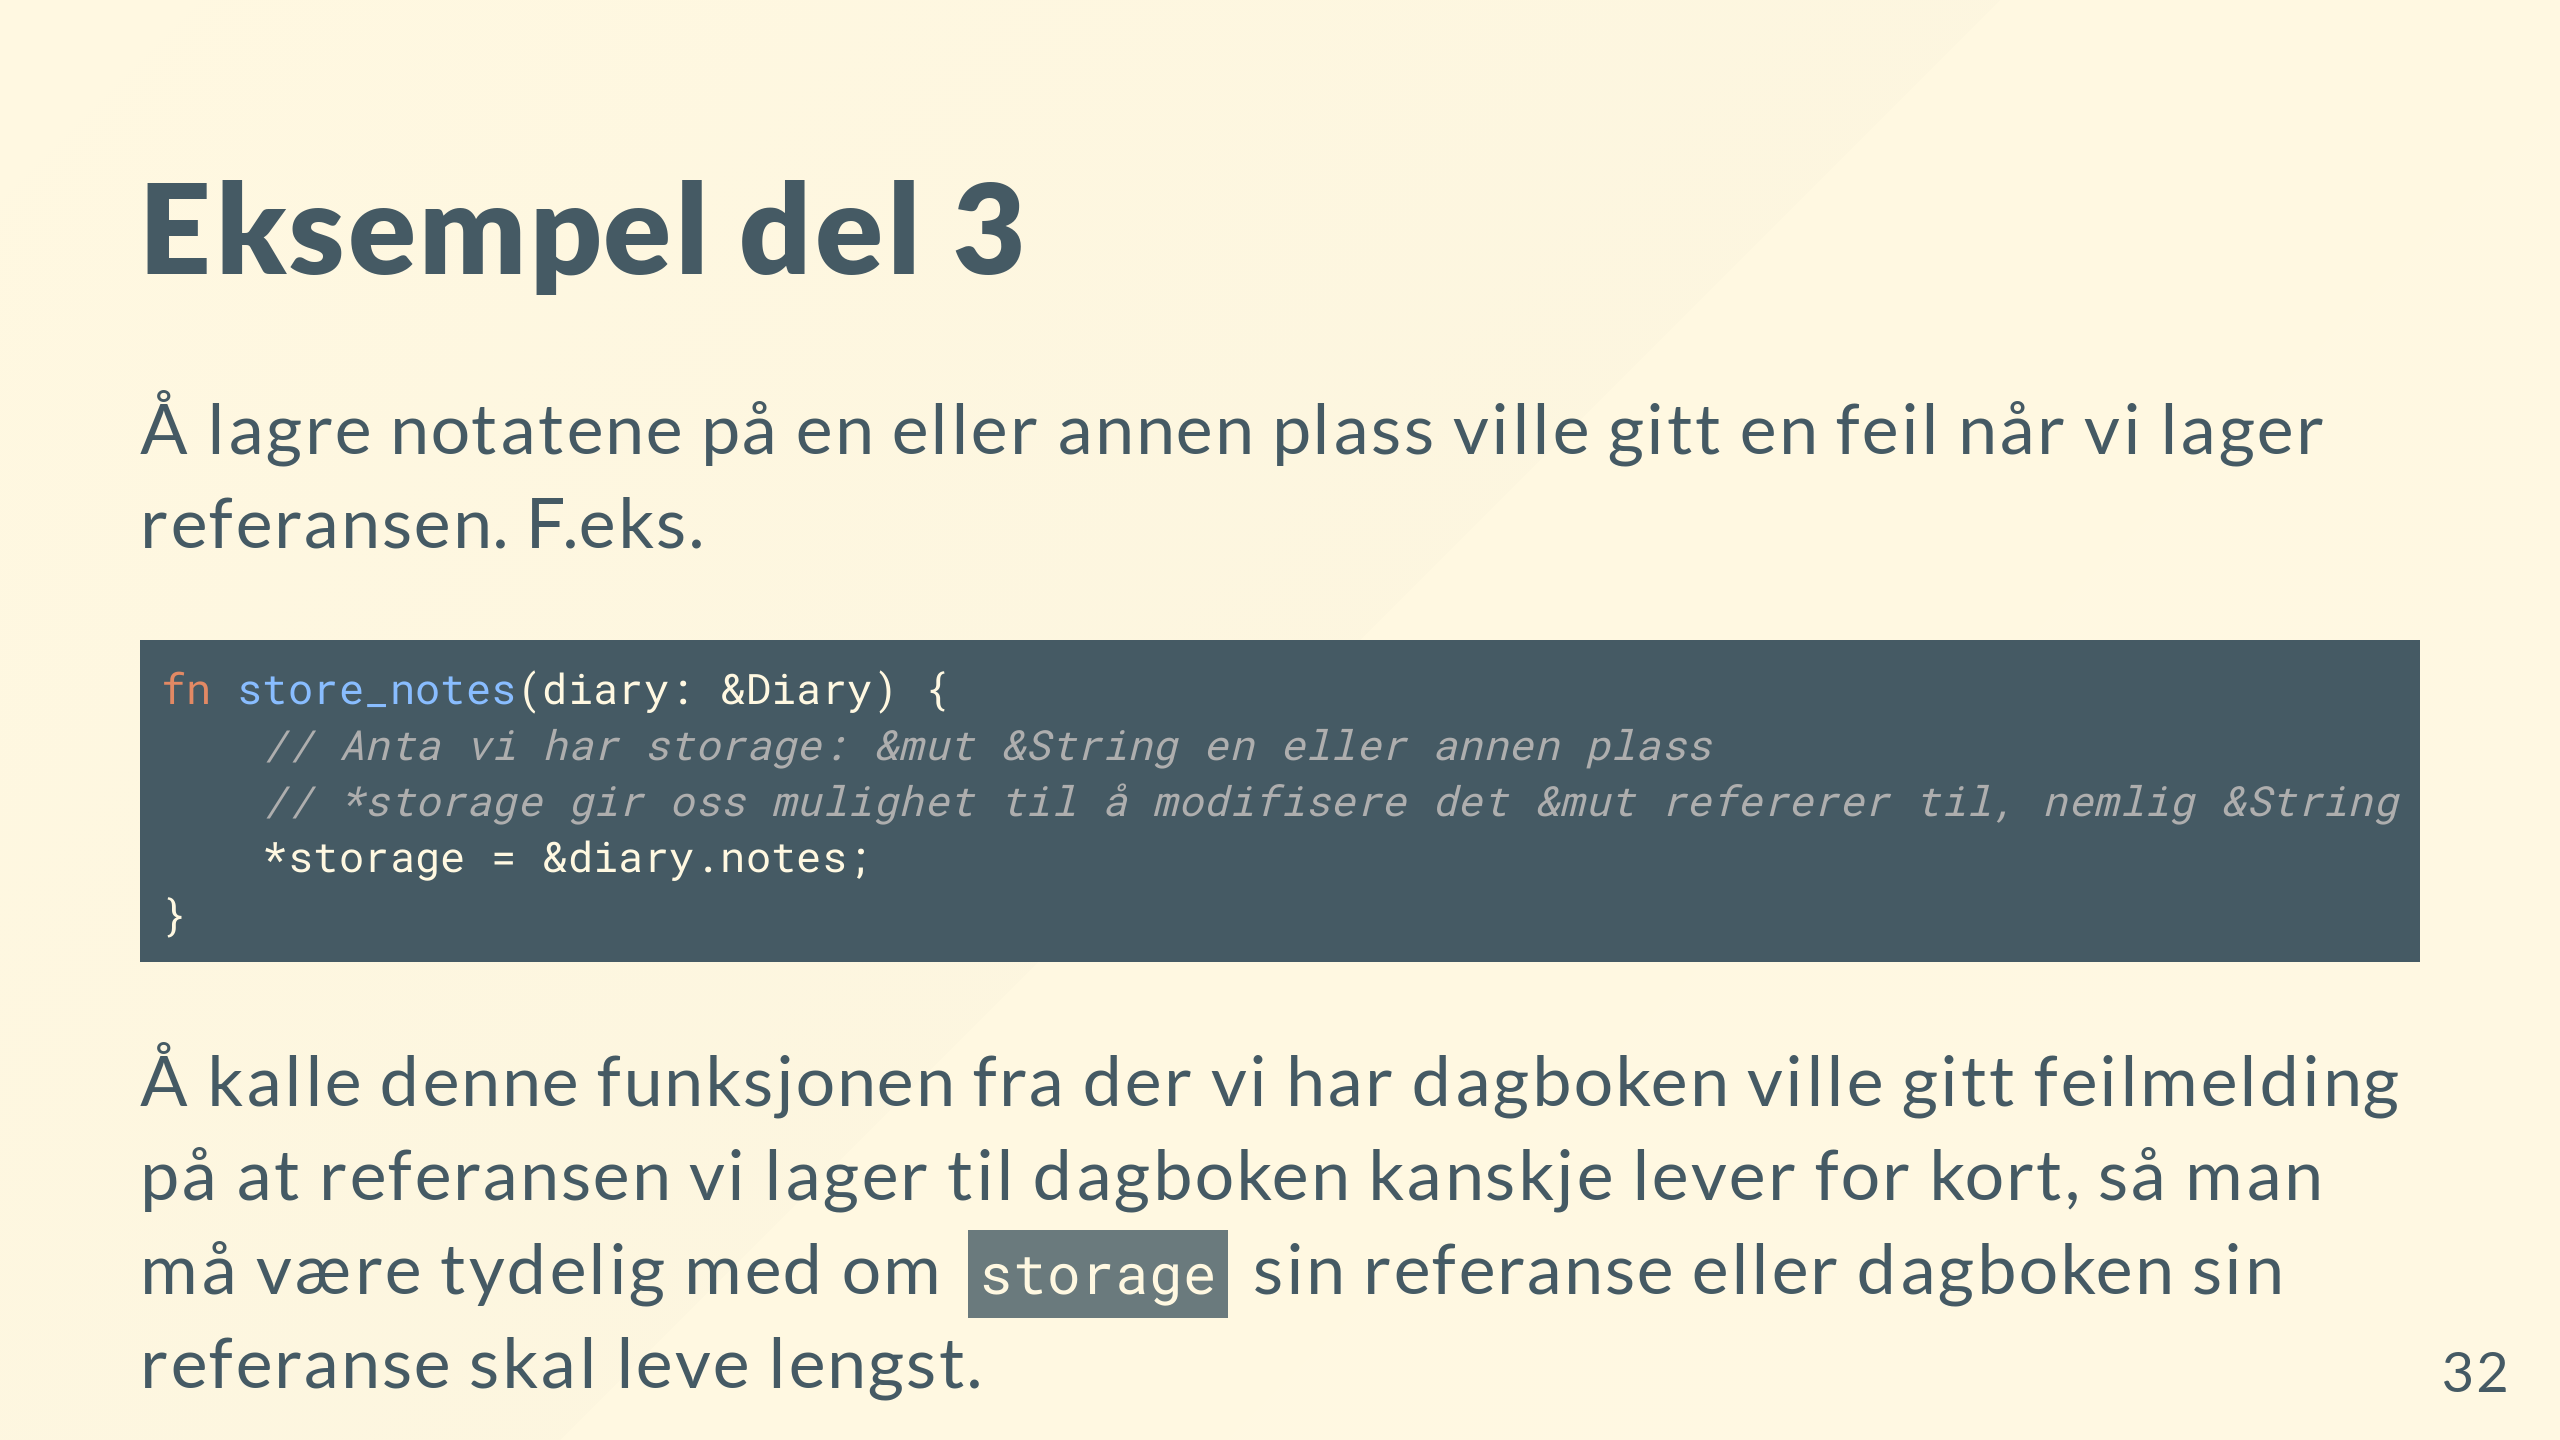 Eksempel del 3
Å lagre notatene på en eller annen plass ville gitt en feil når vi lager
referansen. F.eks.
fn store_notes(diary: &Diary) {
    // Anta vi har storage: &mut &String en eller annen plass
    // *storage gir oss mulighet til å modifisere det &mut refererer til, nemlig &String
    *storage = &diary.notes;
}
Å kalle denne funksjonen fra der vi har dagboken ville gitt feilmelding
på at referansen vi lager til dagboken kanskje lever for kort, så man
må være tydelig med om storage sin referanse eller dagboken sin
referanse skal leve lengst.
32